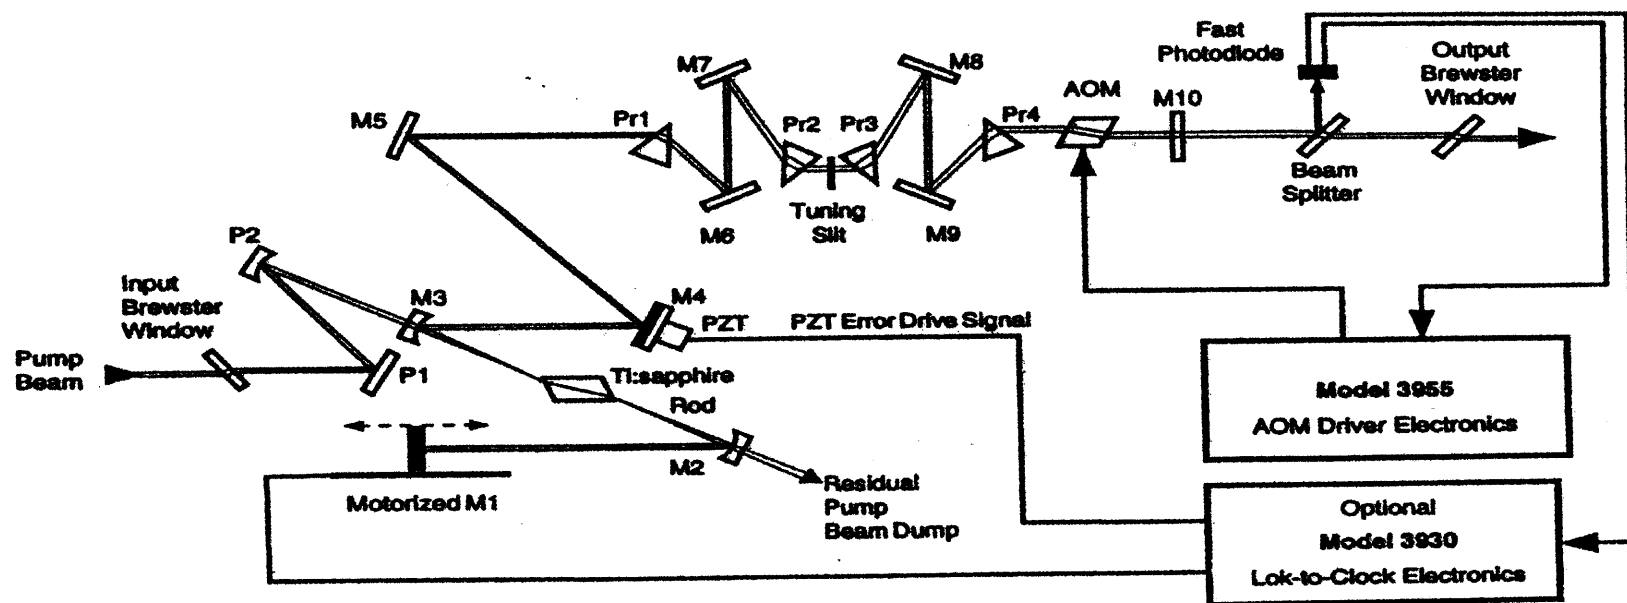 Fast
Photodiode
Output
Brewster
Window
M7
M8
AOM
M10
M5
Pr1
Pr2
Pr3
Pr4
Beam
Splitter
Tuning
Slit
M6
M9
P2
Input
Brewster
Window
M3
M4
PZT
PZT Error Drive Signal
Pump
Beam
P1
Ti:sapphire
Rod
Model 3955
AOM Driver Electronics
M2
Motorized M1
Residual
Pump
Beam Dump
Optional
Model 3930
Lok-to-Clock Electronics